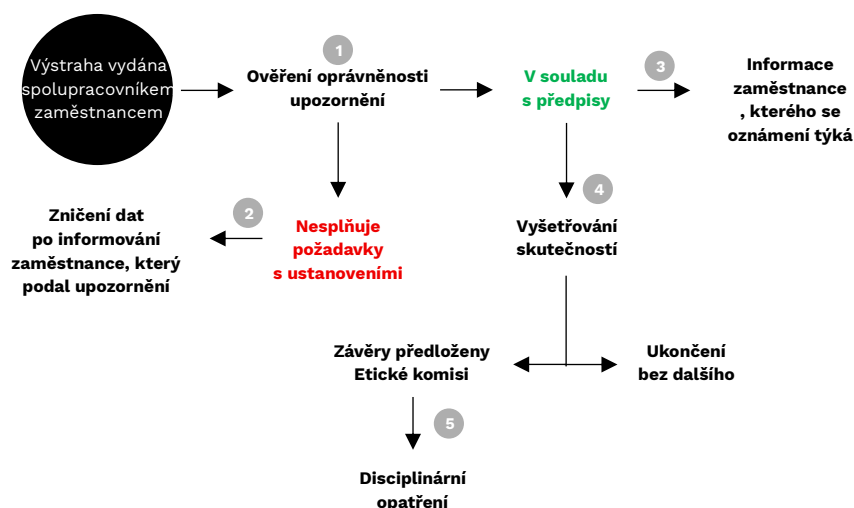 Výstraha vydána
spolupracovníkem
zaměstnancem
1
Ověření oprávněnosti
upozornění
V souladu
s předpisy
3
Informace
zaměstnance
, kterého se
oznámení týká
2
Zničení dat
po informování
zaměstnance, který
podal upozornění
Nesplňuje
požadavky
s ustanoveními
4
Vyšetřování
skutečností
Závěry předloženy
Etické komisi
Ukončení
bez dalšího
5
Disciplinární
opatření